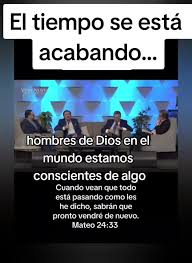 El tiempo se está
acabando...
hombres de Dios en el
mundo estamos
conscientes de algo
Cuando vean que todo
está pasando como les
he dicho, sabrán que
pronto vendré de nuevo.
Mateo 24:33